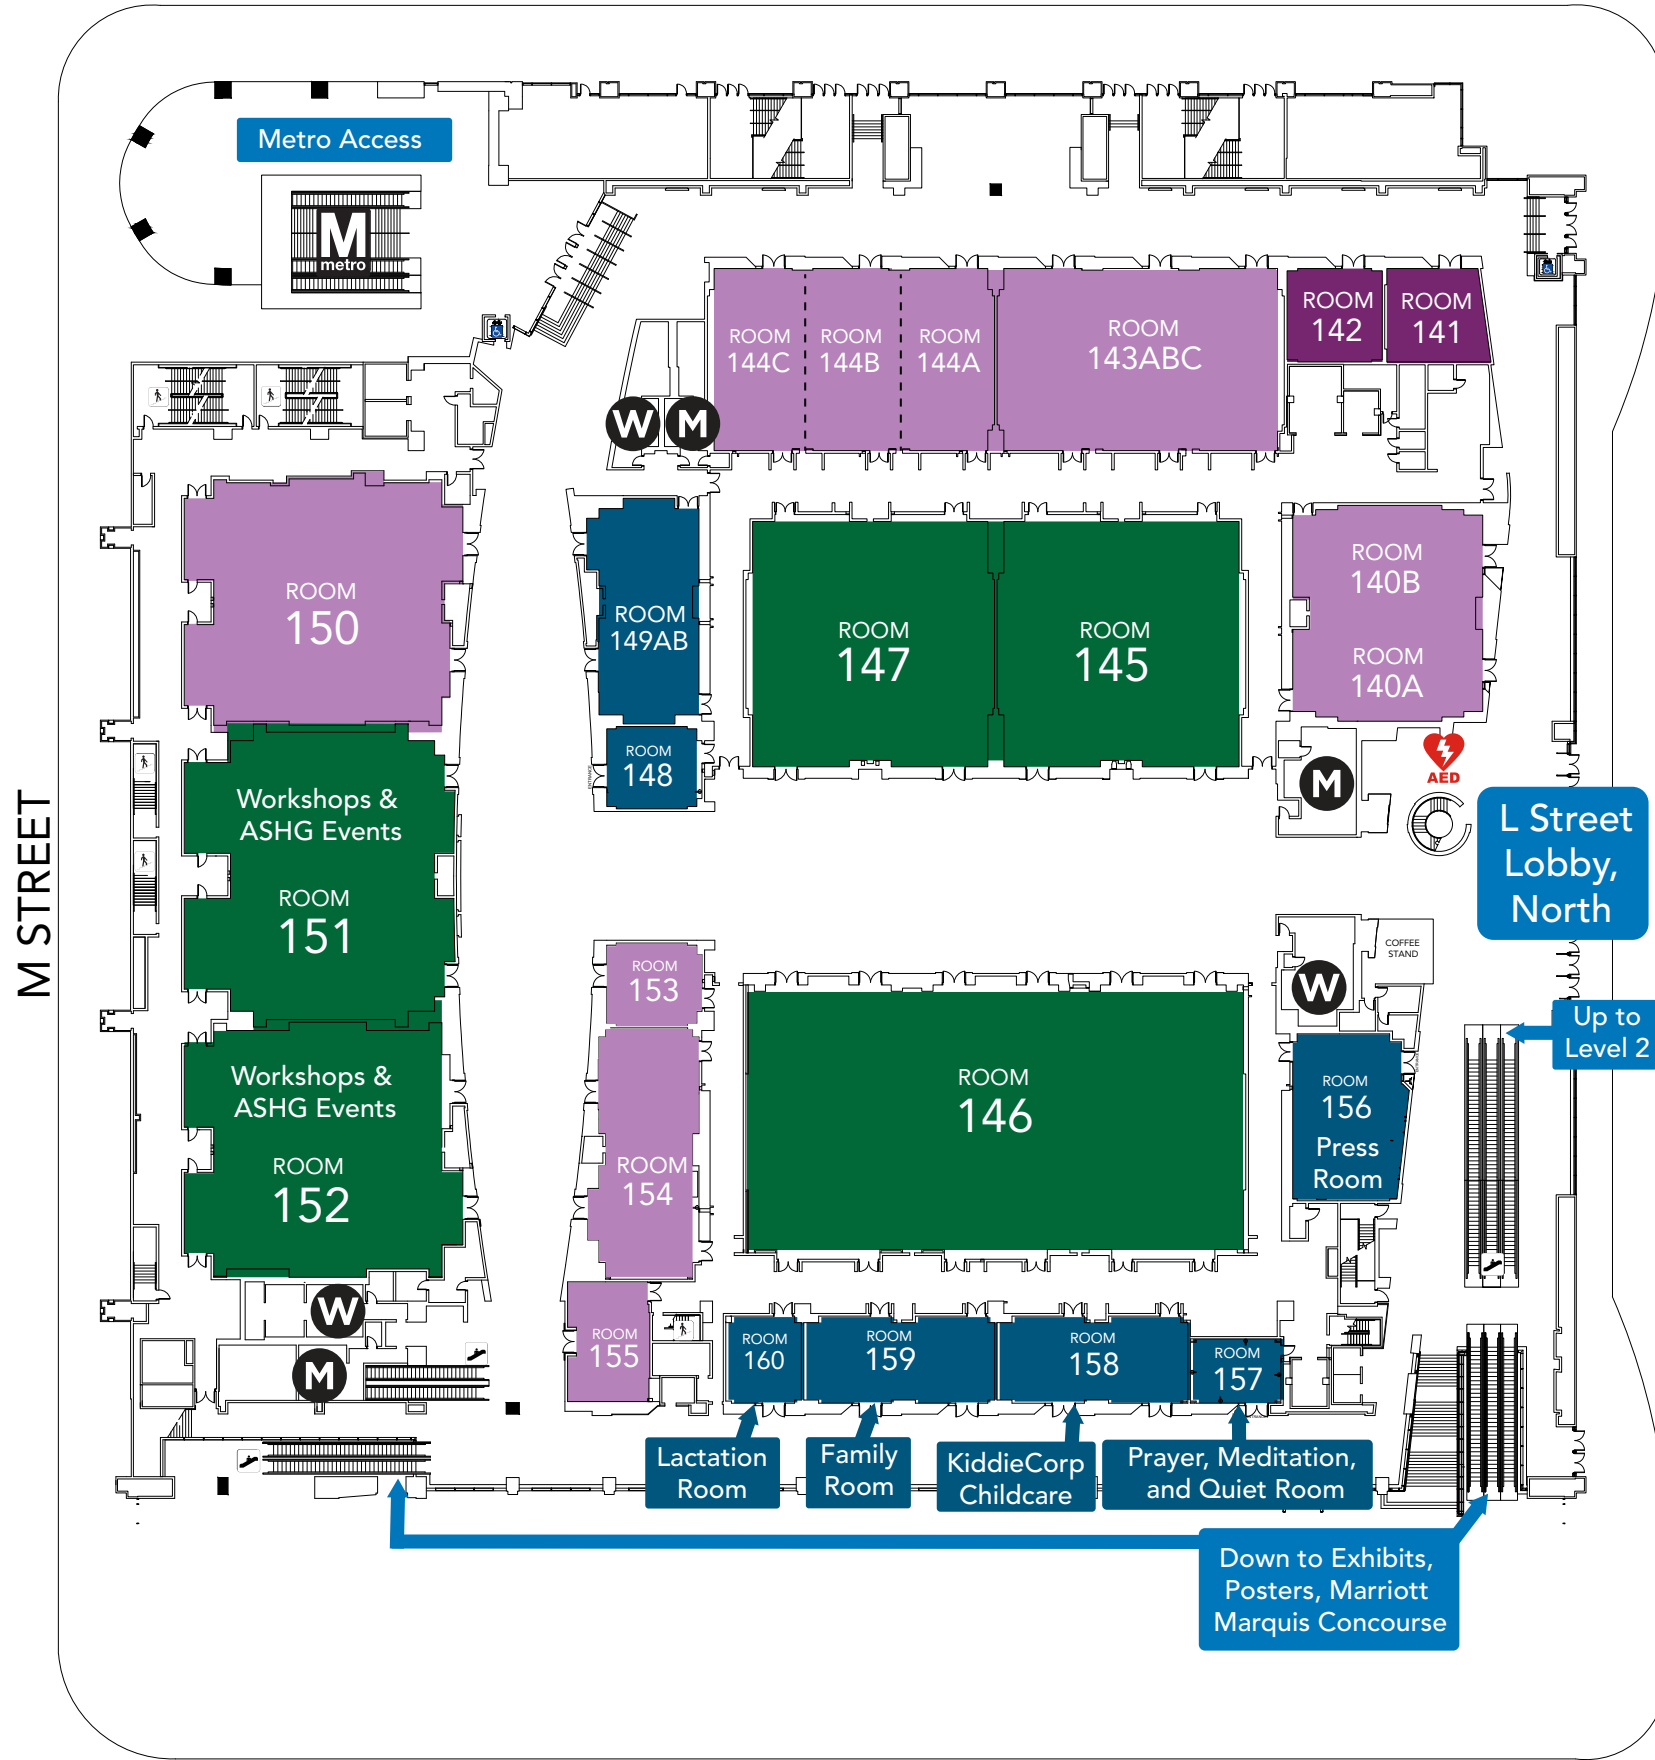 Metro Access
M
metro
ROOM
144C
ROOM
144B
ROOM
144A
ROOM
143ABC
ROOM
142
ROOM
141
W
M
ROOM
150
ROOM
149AB
ROOM
147
ROOM
145
ROOM
140B
ROOM
140A
ROOM
148
AED
M
M STREET
Workshops &
ASHG Events
ROOM
151
L Street
Lobby,
North
COFFEE
STAND
W
ROOM
153
Up to
Level 2
Workshops &
ASHG Events
ROOM
152
ROOM
154
ROOM
146
ROOM
156
Press
Room
W
M
ROOM
155
ROOM
160
ROOM
159
ROOM
158
ROOM
157
Lactation
Room
Family
Room
KiddieCorp
Childcare
Prayer, Meditation,
and Quiet Room
Down to Exhibits,
Posters, Marriott
Marquis Concourse